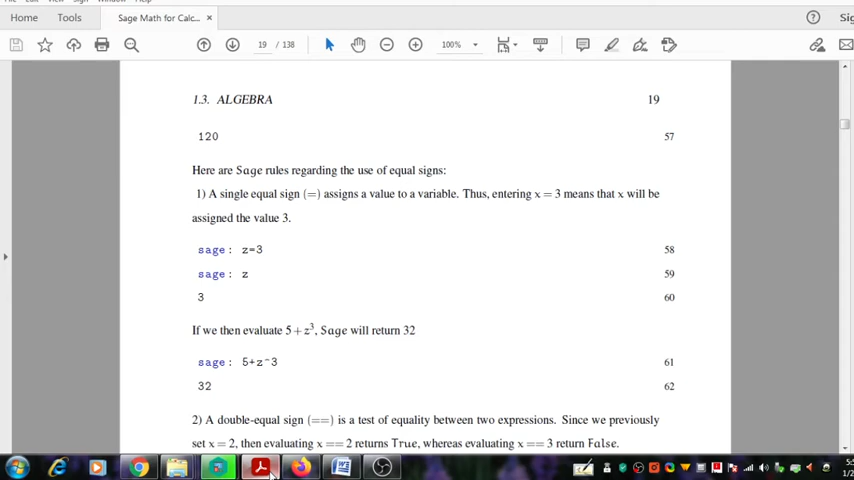 Home Tools Sage Math for Calc... ×
19 / 138 100%
1.3. ALGEBRA 19
120 57
Here are Sage rules regarding the use of equal signs:
1) A single equal sign (=) assigns a value to a variable. Thus, entering x = 3 means that x will be
assigned the value 3.
sage: z=3 58
sage: z 59
3 60
If we then evaluate 5 + z³, Sage will return 32
sage: 5+z^3 61
32 62
2) A double-equal sign (==) is a test of equality between two expressions. Since we previously
set x = 2, then evaluating x == 2 returns True, whereas evaluating x == 3 return False.